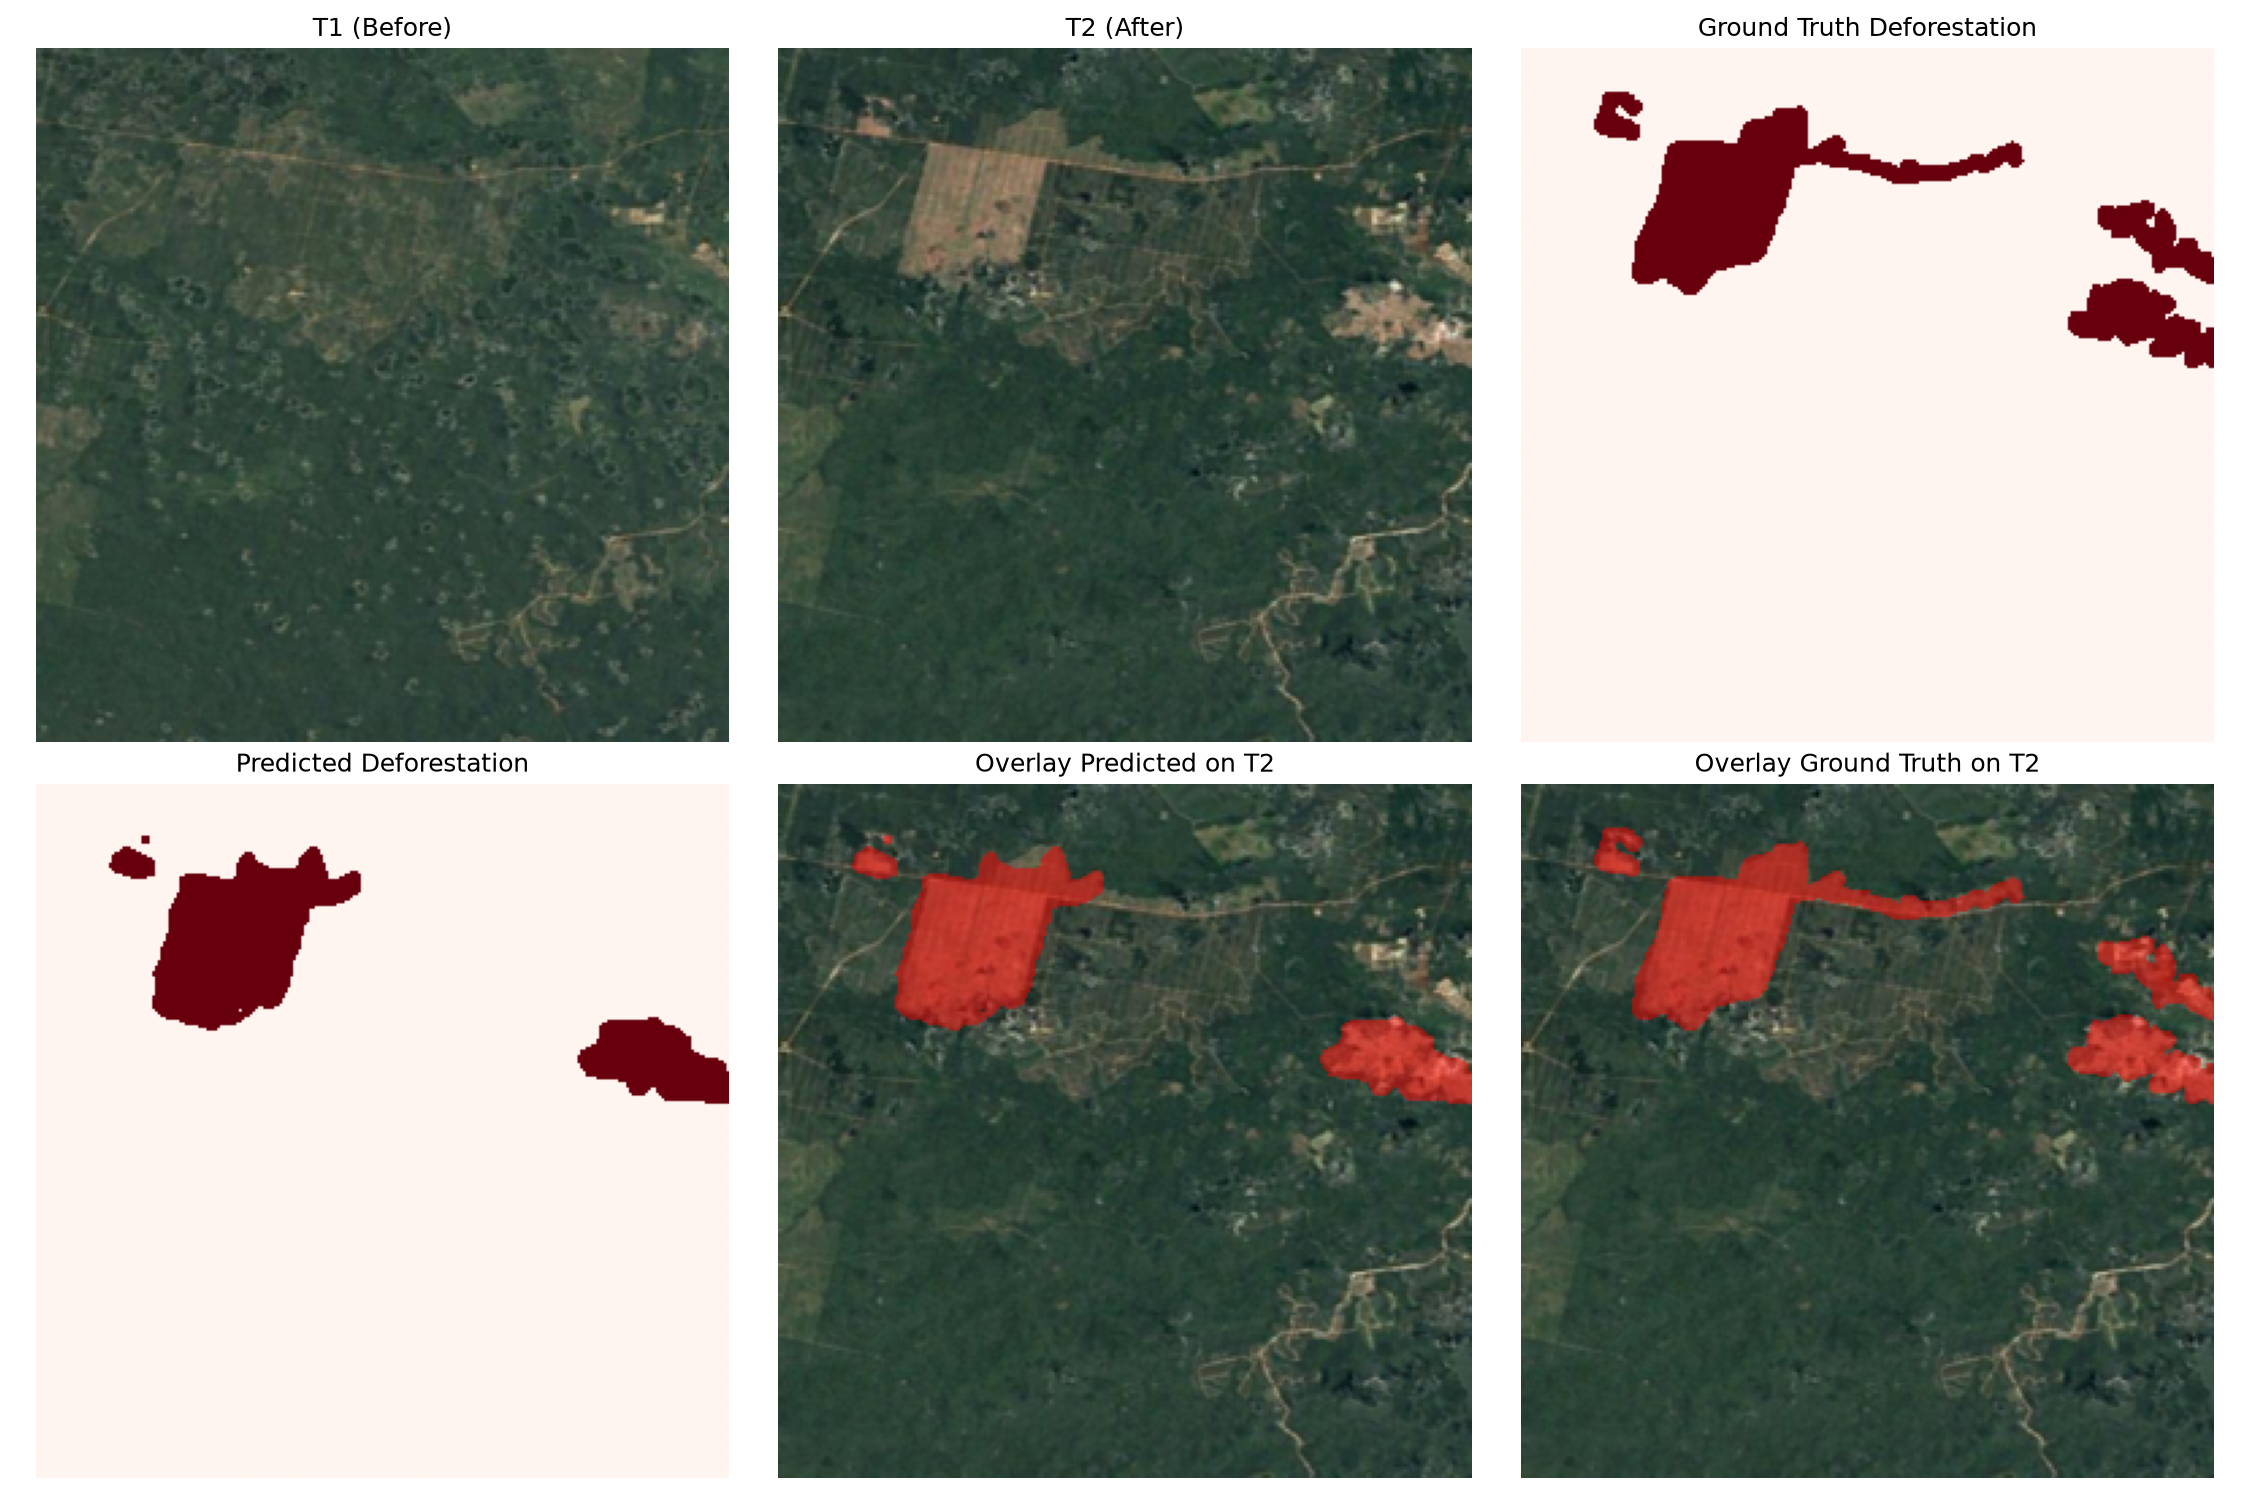 T1 (Before)
T2 (After)
Ground Truth Deforestation
Predicted Deforestation
Overlay Predicted on T2
Overlay Ground Truth on T2